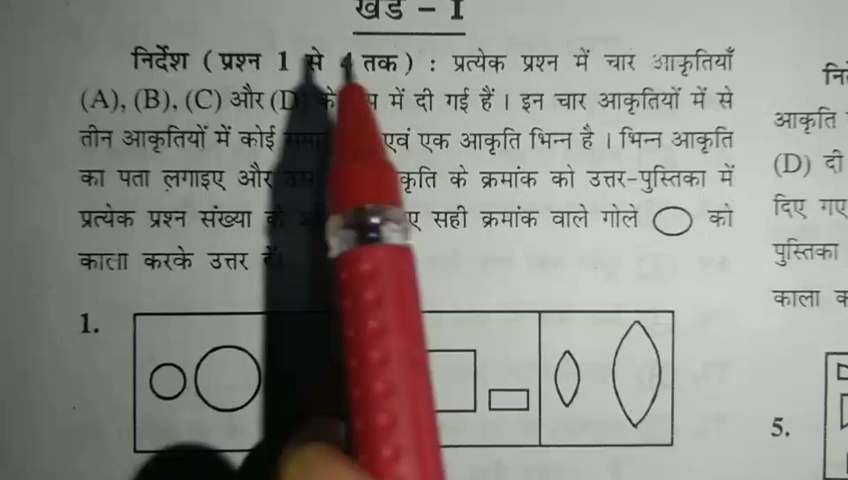 खंड – I
निर्देश ( प्रश्न 1 से 4 तक ) : प्रत्येक प्रश्न में चार आकृतियाँ
(A), (B), (C) और (D) में दी गई हैं । इन चार आकृतियों में से
तीन आकृतियों में कोई एवं एक आकृति भिन्न है । भिन्न आकृति
का पता लगाइए और के क्रमांक को उत्तर-पुस्तिका में
प्रत्येक प्रश्न संख्या सही क्रमांक वाले गोले को
काला करके उत्तर
1.
आकृति
(D) दी
दिए गए
पुस्तिका
काला
5.